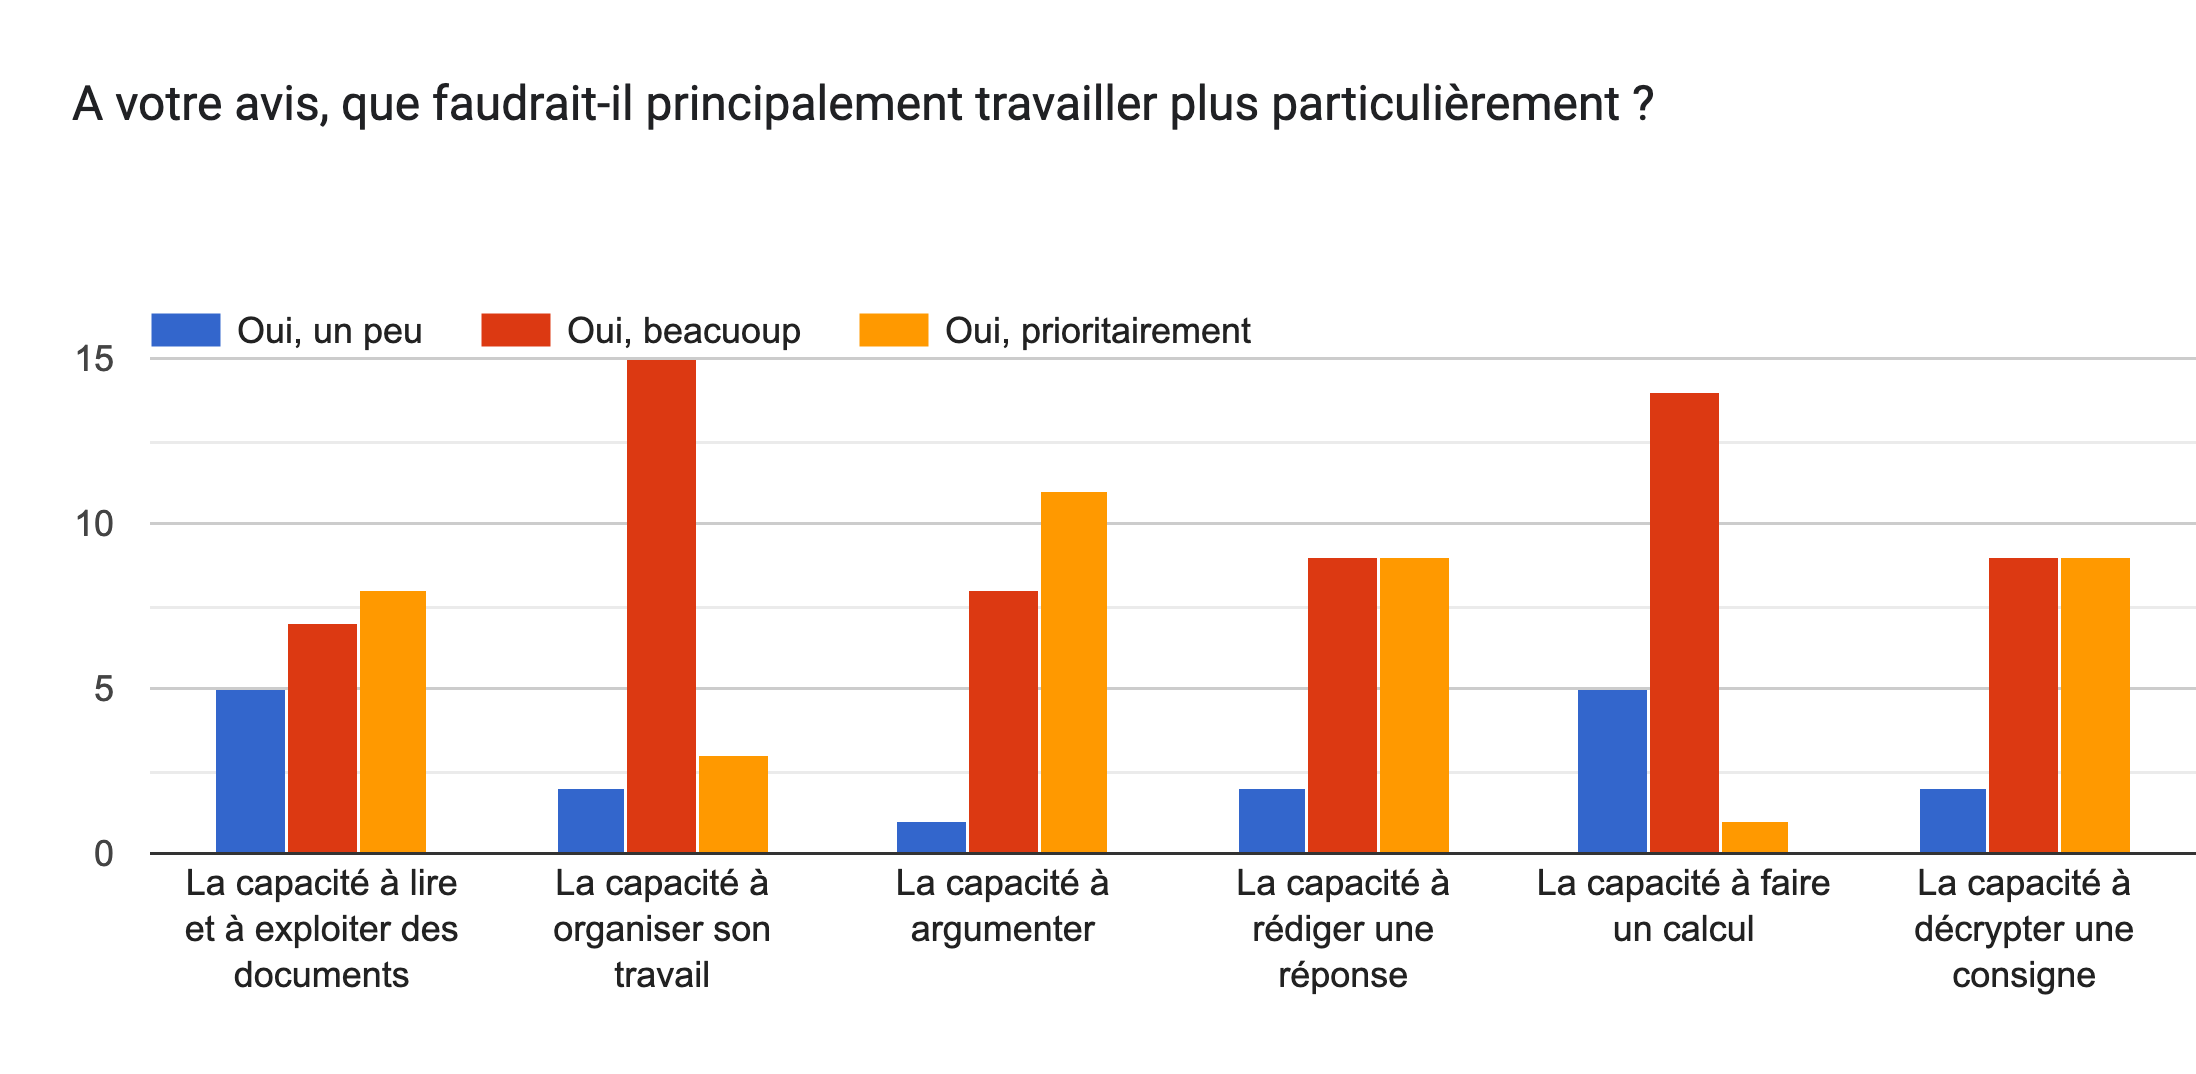 A votre avis, que faudrait-il principalement travailler plus particulièrement ?
Oui, un peu
Oui, beacuoup
Oui, prioritairement
15
10
5
0
La capacité à lire
et à exploiter des
documents
La capacité à
organiser son
travail
La capacité à
argumenter
La capacité à
rédiger une
réponse
La capacité à faire
un calcul
La capacité à
décrypter une
consigne